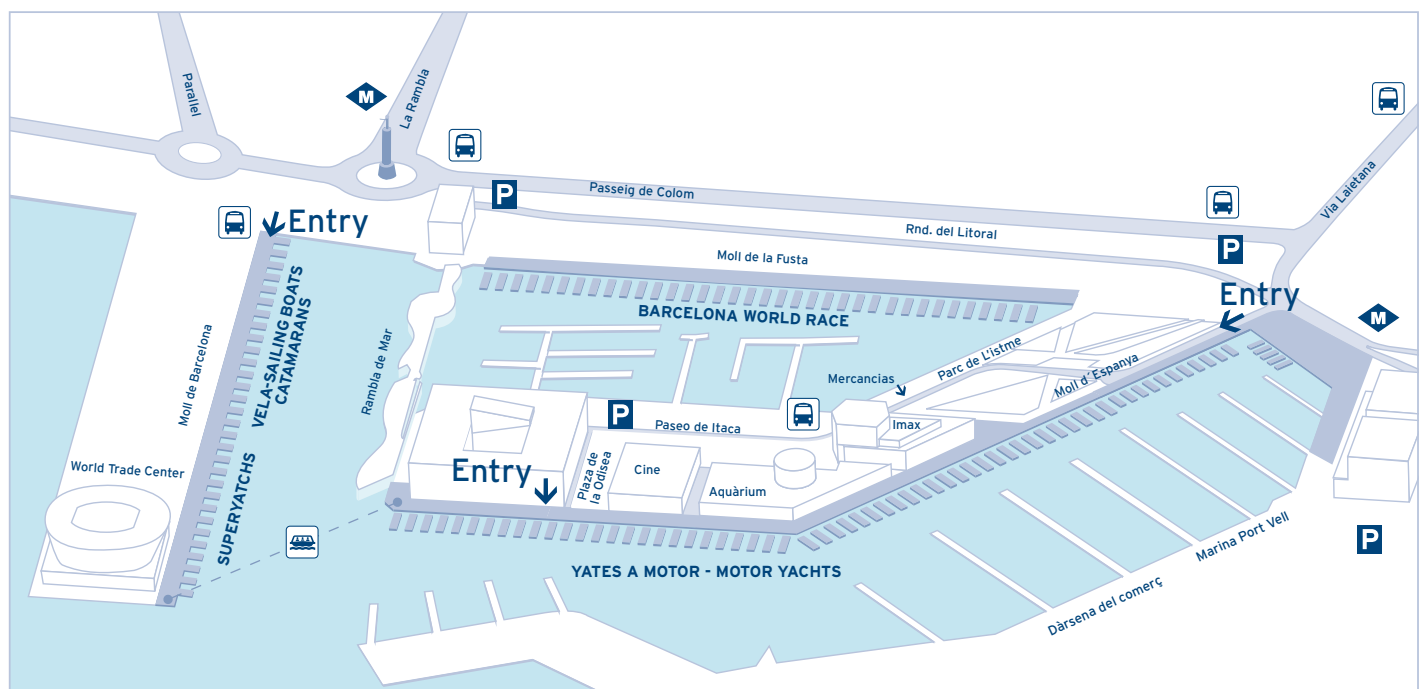 Parallel
M
La Rambla
P
Passeig de Colom
Via Laietana
Entry
Rnd. del Litoral
P
Moll de la Fusta
Entry
M
BARCELONA WORLD RACE
VELA-SAILING BOATS
CATAMARANS
Moll de Barcelona
Rambla de Mar
Parc de L'istme
Mercancias
Moll d´Espanya
P
Paseo de Itaca
Imax
World Trade Center
Entry
Plaza de
la Odisea
Cine
Aquàrium
SUPERYATCHS
Marina Port Vell
P
YATES A MOTOR - MOTOR YACHTS
Dàrsena del comerç